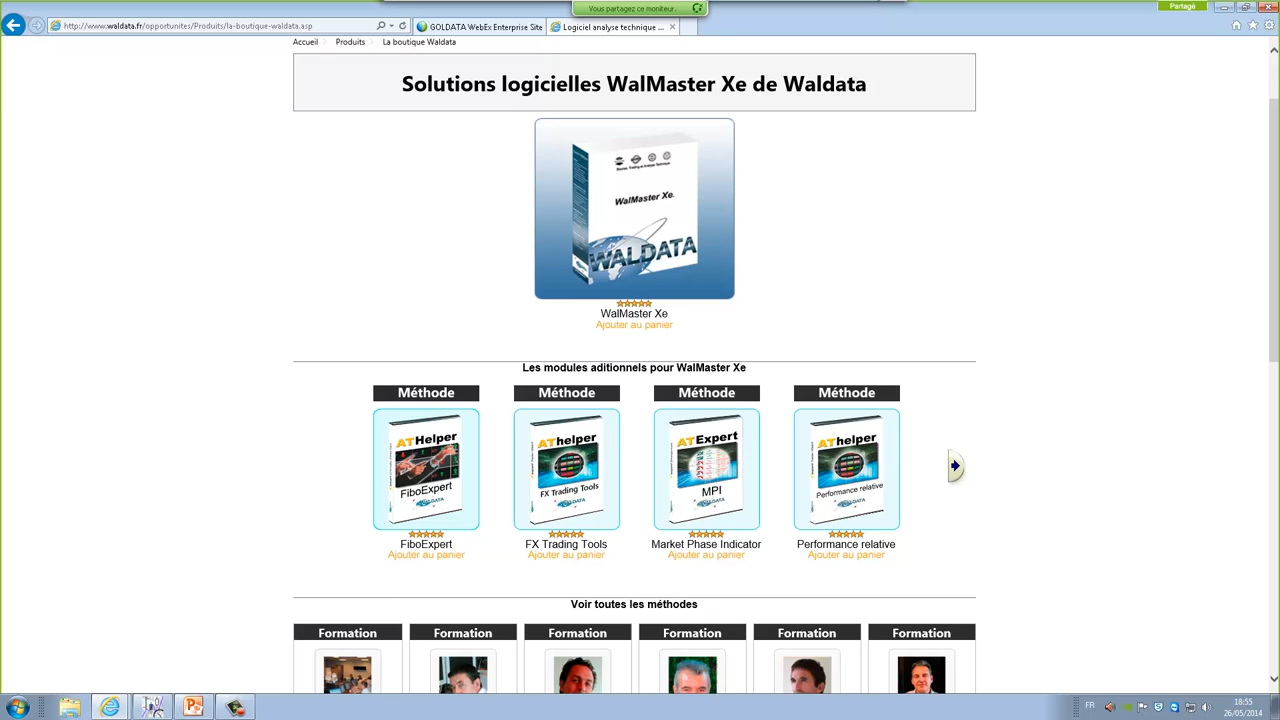 Vous partagez ce moniteur.
Partagé
http://www.waldata.fr/opportunites/Produits/la-boutique-waldata.asp
GOLDATA WebEx Enterprise Site
Logiciel analyse technique ...
Accueil
Produits
La boutique Waldata
Solutions logicielles WalMaster Xe de Waldata
WalMaster Xe
WALDATA
WalMaster Xe
Ajouter au panier
Les modules aditionnels pour WalMaster Xe
Méthode
Méthode
Méthode
Méthode
ATHelper
FiboExpert
WALDATA
AThelper
FX Trading Tools
WALDATA
ATExpert
MPI
WALDATA
AThelper
Performance relative
WALDATA
FiboExpert
FX Trading Tools
Market Phase Indicator
Performance relative
Ajouter au panier
Ajouter au panier
Ajouter au panier
Ajouter au panier
Voir toutes les méthodes
Formation
Formation
Formation
Formation
Formation
Formation
FR
18:55
26/05/2014